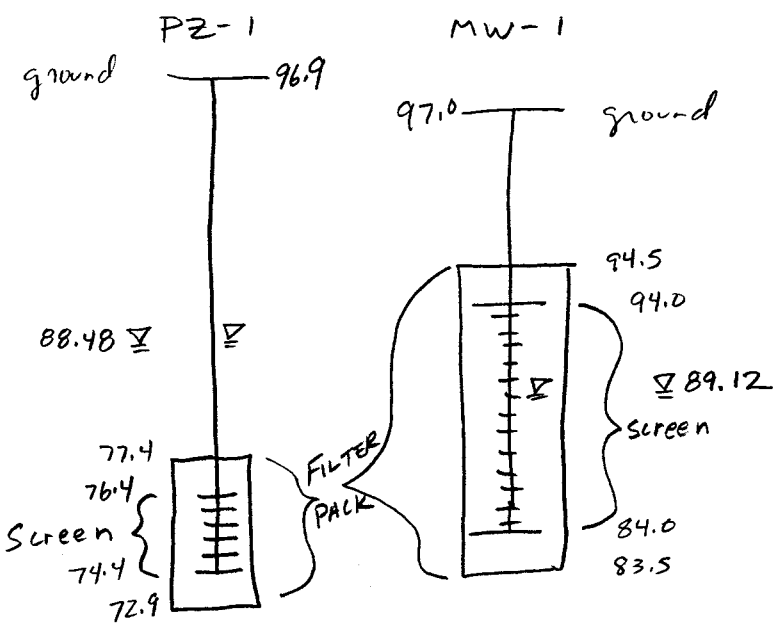 PZ-1
MW-1
ground
96.9
97.0
ground
94.5
94.0
88.48
89.12
Screen
77.4
FILTER
76.4
PACK
Screen
84.0
74.4
83.5
72.9